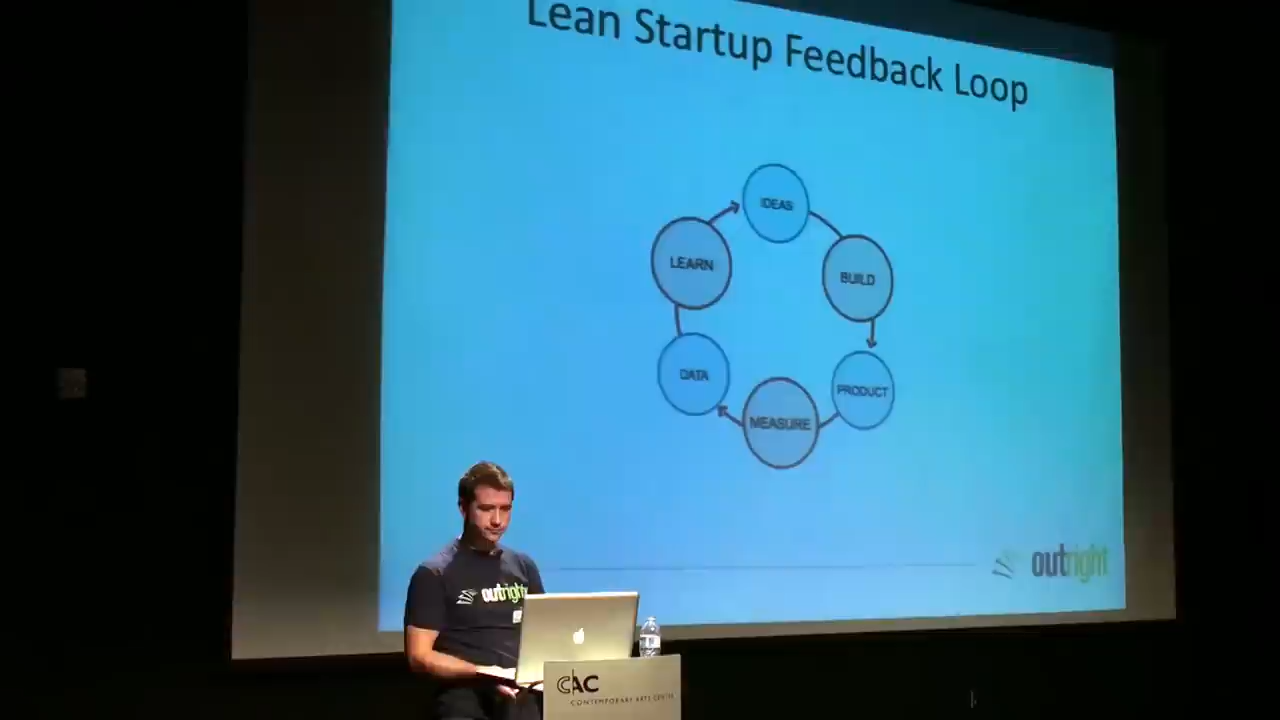 Lean Startup Feedback Loop
IDEAS
LEARN
BUILD
DATA
PRODUCT
MEASURE
outright
outright
CAC
CONTEMPORARY ARTS CENTER